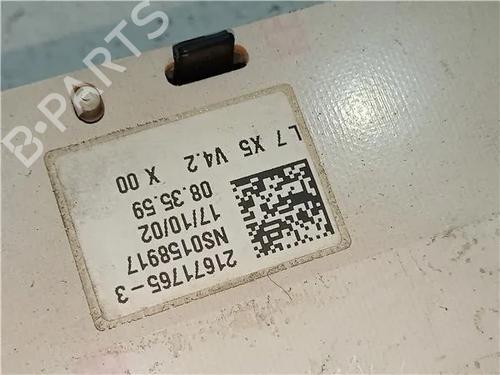 B-PARTS
21671765-3
NS0158917
17/10/02
08.35.59
L7 X5 V4.2 X 00